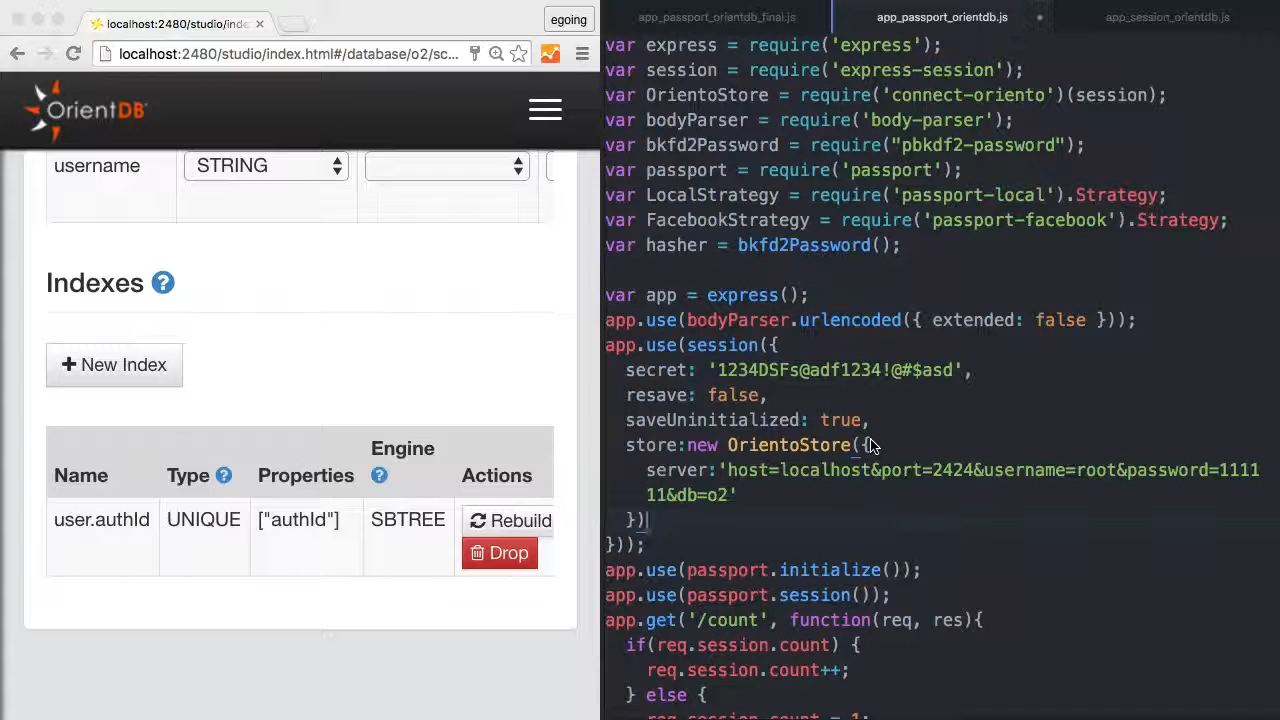 localhost:2480/studio/inde
egoing
localhost:2480/studio/index.html#/database/o2/sc...
OrientDB
username
STRING
Indexes
New Index
Name
Type
Properties
Engine
Actions
user.authId
UNIQUE
["authId"]
SBTREE
Rebuild
Drop
app_passport_orientdb_final.js
app_passport_orientdb.js
app_session_orientdb.js
var express = require('express');
var session = require('express-session');
var OrientoStore = require('connect-oriento')(session);
var bodyParser = require('body-parser');
var bkfd2Password = require("pbkdf2-password");
var passport = require('passport');
var LocalStrategy = require('passport-local').Strategy;
var FacebookStrategy = require('passport-facebook').Strategy;
var hasher = bkfd2Password();
var app = express();
app.use(bodyParser.urlencoded({ extended: false }));
app.use(session({
secret: '1234DSFs@adf1234!@#$asd',
resave: false,
saveUninitialized: true,
store:new OrientoStore({
server:'host=localhost&port=2424&username=root&password=1111
11&db=o2'
})
}));
app.use(passport.initialize());
app.use(passport.session());
app.get('/count', function(req, res){
if(req.session.count) {
req.session.count++;
} else {
req.session.count = 1;